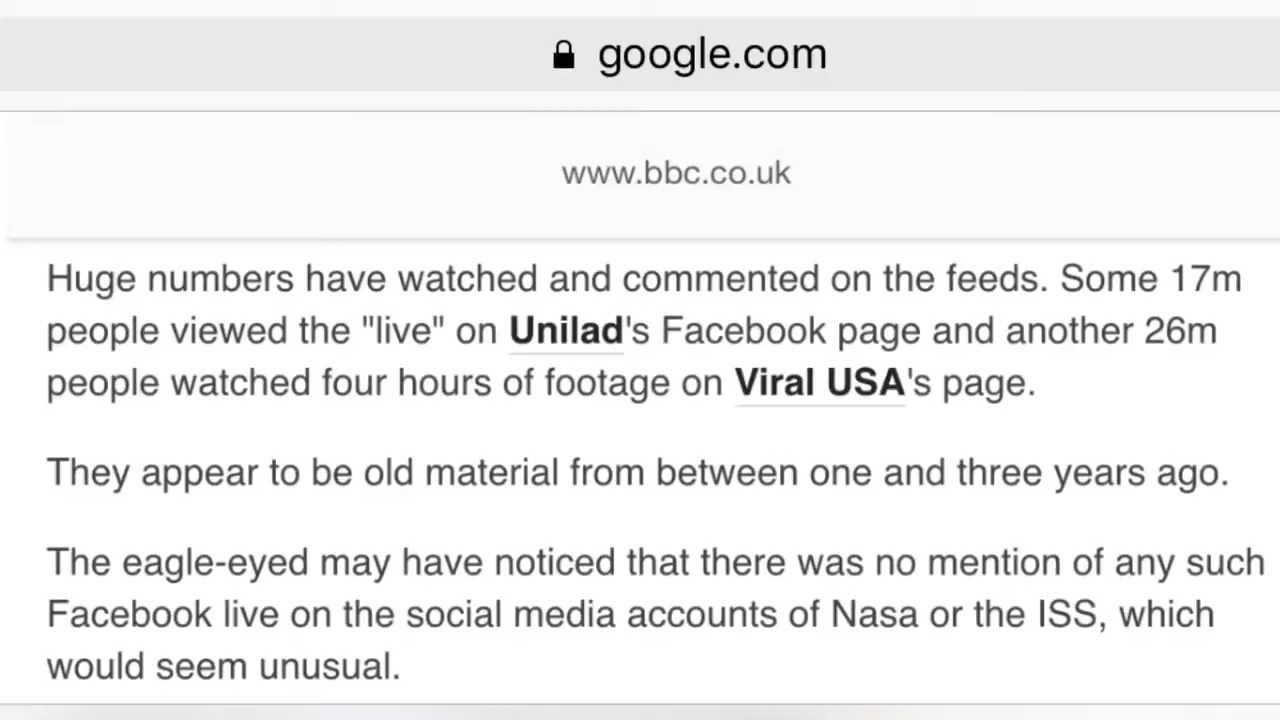 google.com
www.bbc.co.uk
Huge numbers have watched and commented on the feeds. Some 17m
people viewed the "live" on Unilad's Facebook page and another 26m
people watched four hours of footage on Viral USA's page.
They appear to be old material from between one and three years ago.
The eagle-eyed may have noticed that there was no mention of any such
Facebook live on the social media accounts of Nasa or the ISS, which
would seem unusual.